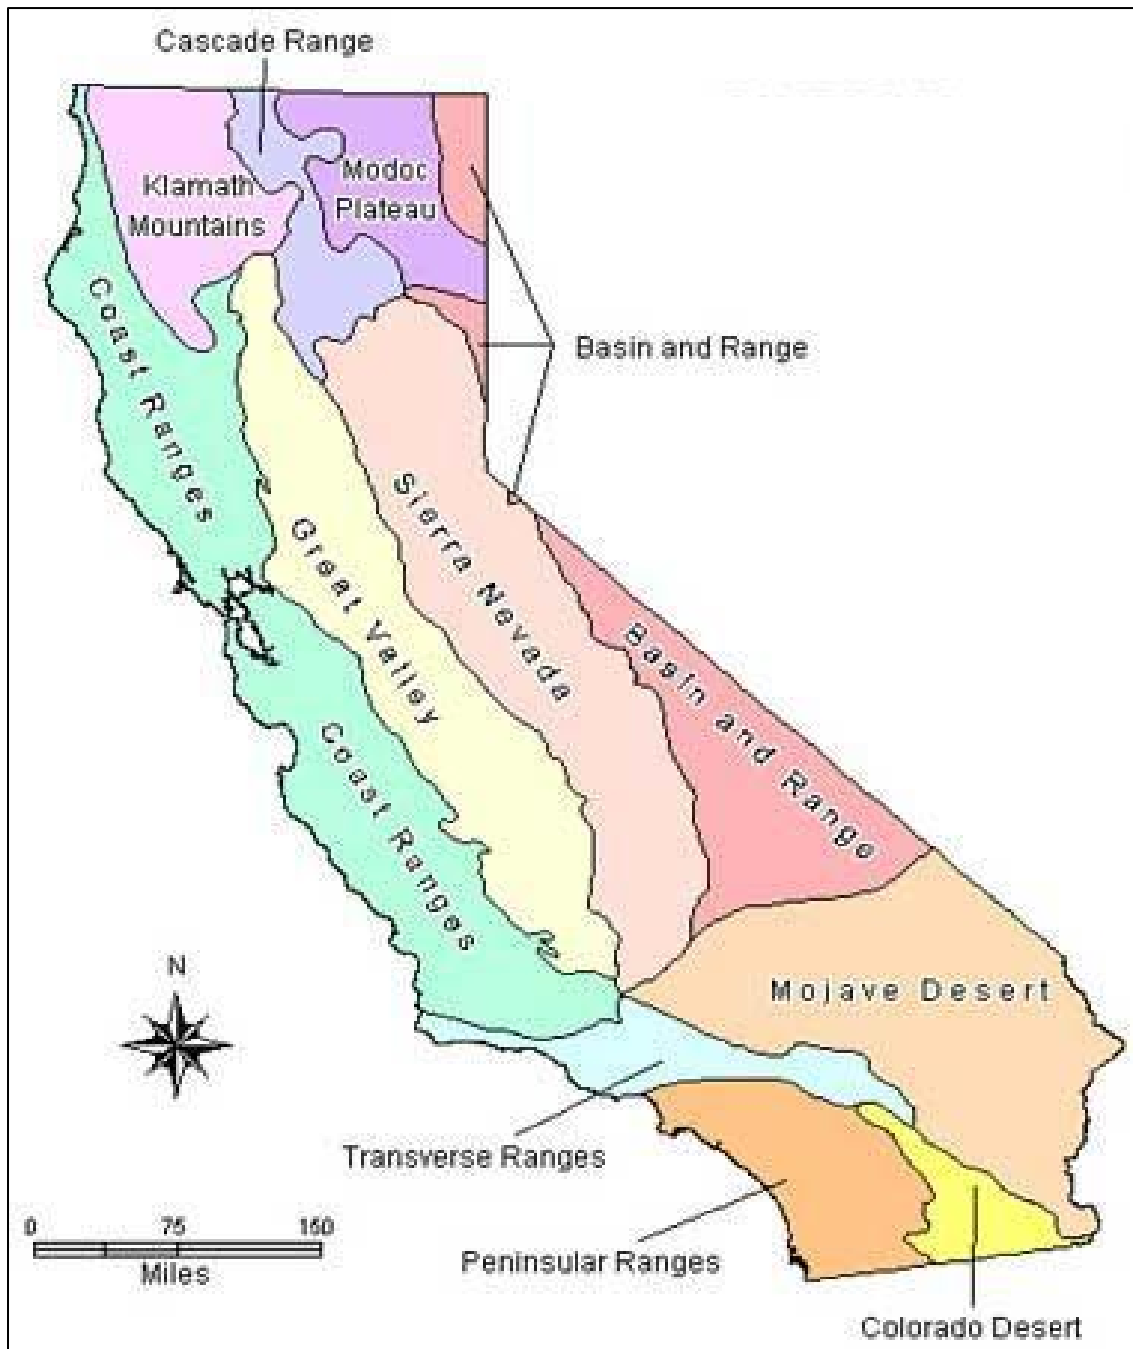 Cascade Range
Klamath
Mountains
Modoc
Plateau
Coast Ranges
Basin and Range
Great Valley
Sierra Nevada
Basin and Range
Coast Ranges
N
Mojave Desert
Transverse Ranges
0 75 150
Miles
Peninsular Ranges
Colorado Desert